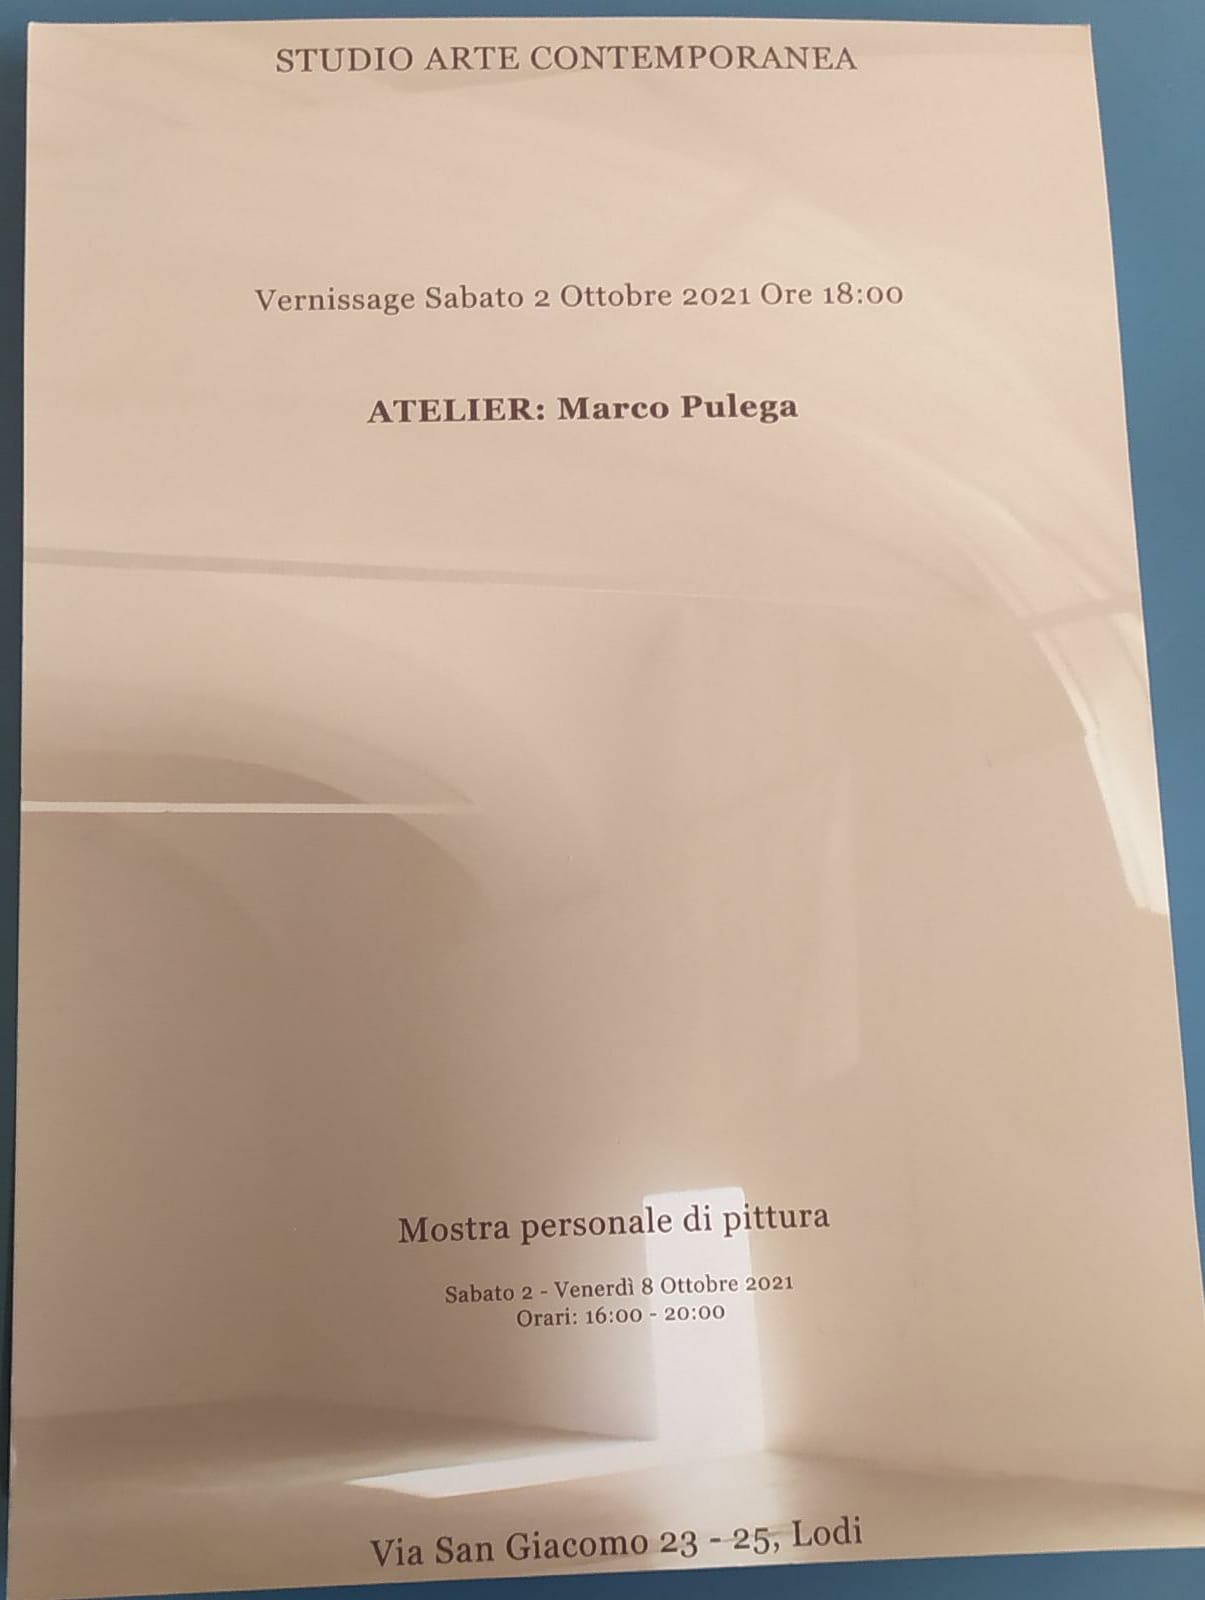 STUDIO ARTE CONTEMPORANEA
Vernissage Sabato 2 Ottobre 2021 Ore 18:00
ATELIER: Marco Pulega
Mostra personale di pittura
Sabato 2 - Venerdì 8 Ottobre 2021
Orari: 16:00 - 20:00
Via San Giacomo 23 - 25, Lodi